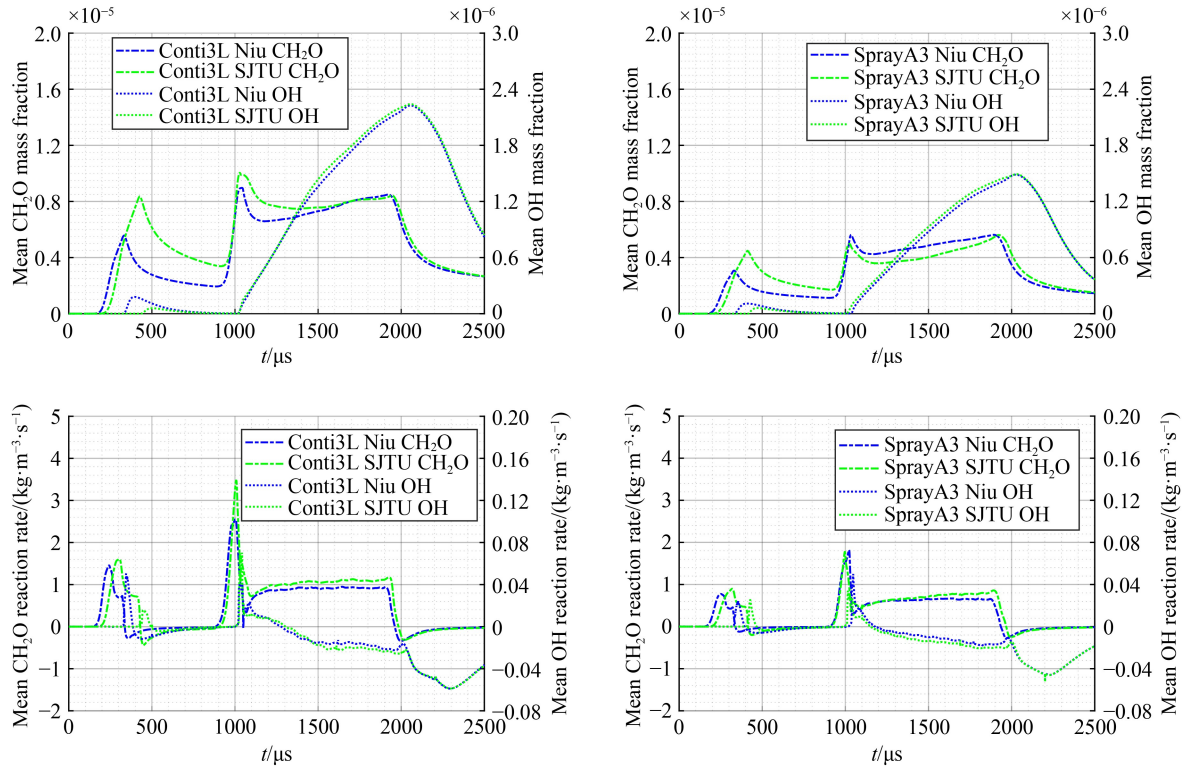 ×10⁻⁵
×10⁻⁶
2.0
1.6
1.2
0.8
0.4
0
3.0
2.4
1.8
1.2
0.6
0
Mean CH₂O mass fraction
Mean OH mass fraction
Conti3L Niu CH₂O
Conti3L SJTU CH₂O
Conti3L Niu OH
Conti3L SJTU OH
0 500 1000 1500 2000 2500
t/μs
×10⁻⁵
×10⁻⁶
2.0
1.6
1.2
0.8
0.4
0
3.0
2.4
1.8
1.2
0.6
0
Mean CH₂O mass fraction
Mean OH mass fraction
SprayA3 Niu CH₂O
SprayA3 SJTU CH₂O
SprayA3 Niu OH
SprayA3 SJTU OH
0 500 1000 1500 2000 2500
t/μs
5
4
3
2
1
0
−1
−2
0.20
0.16
0.12
0.08
0.04
0
−0.04
−0.08
Mean CH₂O reaction rate/(kg·m⁻³·s⁻¹)
Mean OH reaction rate/(kg·m⁻³·s⁻¹)
Conti3L Niu CH₂O
Conti3L SJTU CH₂O
Conti3L Niu OH
Conti3L SJTU OH
0 500 1000 1500 2000 2500
t/μs
5
4
3
2
1
0
−1
−2
0.20
0.16
0.12
0.08
0.04
0
−0.04
−0.08
Mean CH₂O reaction rate/(kg·m⁻³·s⁻¹)
Mean OH reaction rate/(kg·m⁻³·s⁻¹)
SprayA3 Niu CH₂O
SprayA3 SJTU CH₂O
SprayA3 Niu OH
SprayA3 SJTU OH
0 500 1000 1500 2000 2500
t/μs